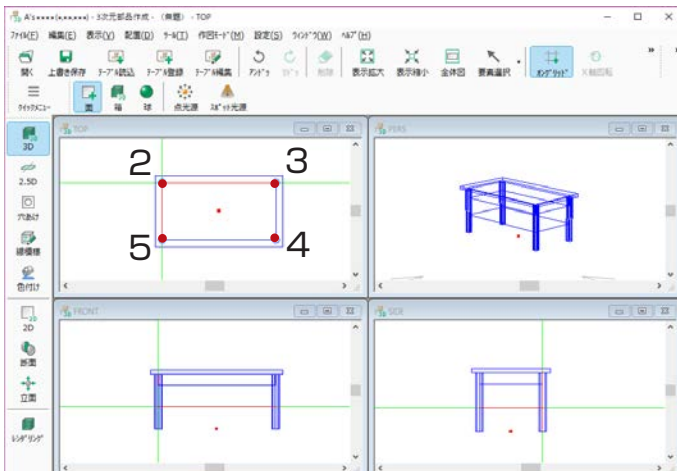 A's●●●●(●,●●●,●●●) - 3次元部品作成 - （無題） - TOP
ﾌｧｲﾙ(F) 編集(E) 表示(V) 配置(D) ﾂｰﾙ(T) 作図ﾓｰﾄﾞ(M) 設定(S) ｳｨﾝﾄﾞｳ(W) ﾍﾙﾌﾟ(H)
開く 上書き保存 ﾃｰﾌﾞﾙ読込 ﾃｰﾌﾞﾙ登録 ﾃｰﾌﾞﾙ編集 ｱﾝﾄﾞｩ ﾘﾄﾞｩ 削除 表示拡大 表示縮小 全体図 要素選択 ｵﾝｸﾞﾘｯﾄﾞ X軸回転
ｸｲｯｸﾒﾆｭｰ 面 箱 球 点光源 ｽﾎﾟｯﾄ光源
3D
2.5D
穴あけ
線模様
色付け
2D
断面
立面
ﾚﾝﾀﾞﾘﾝｸﾞ
TOP
2 3
5 4
PERS
FRONT
SIDE